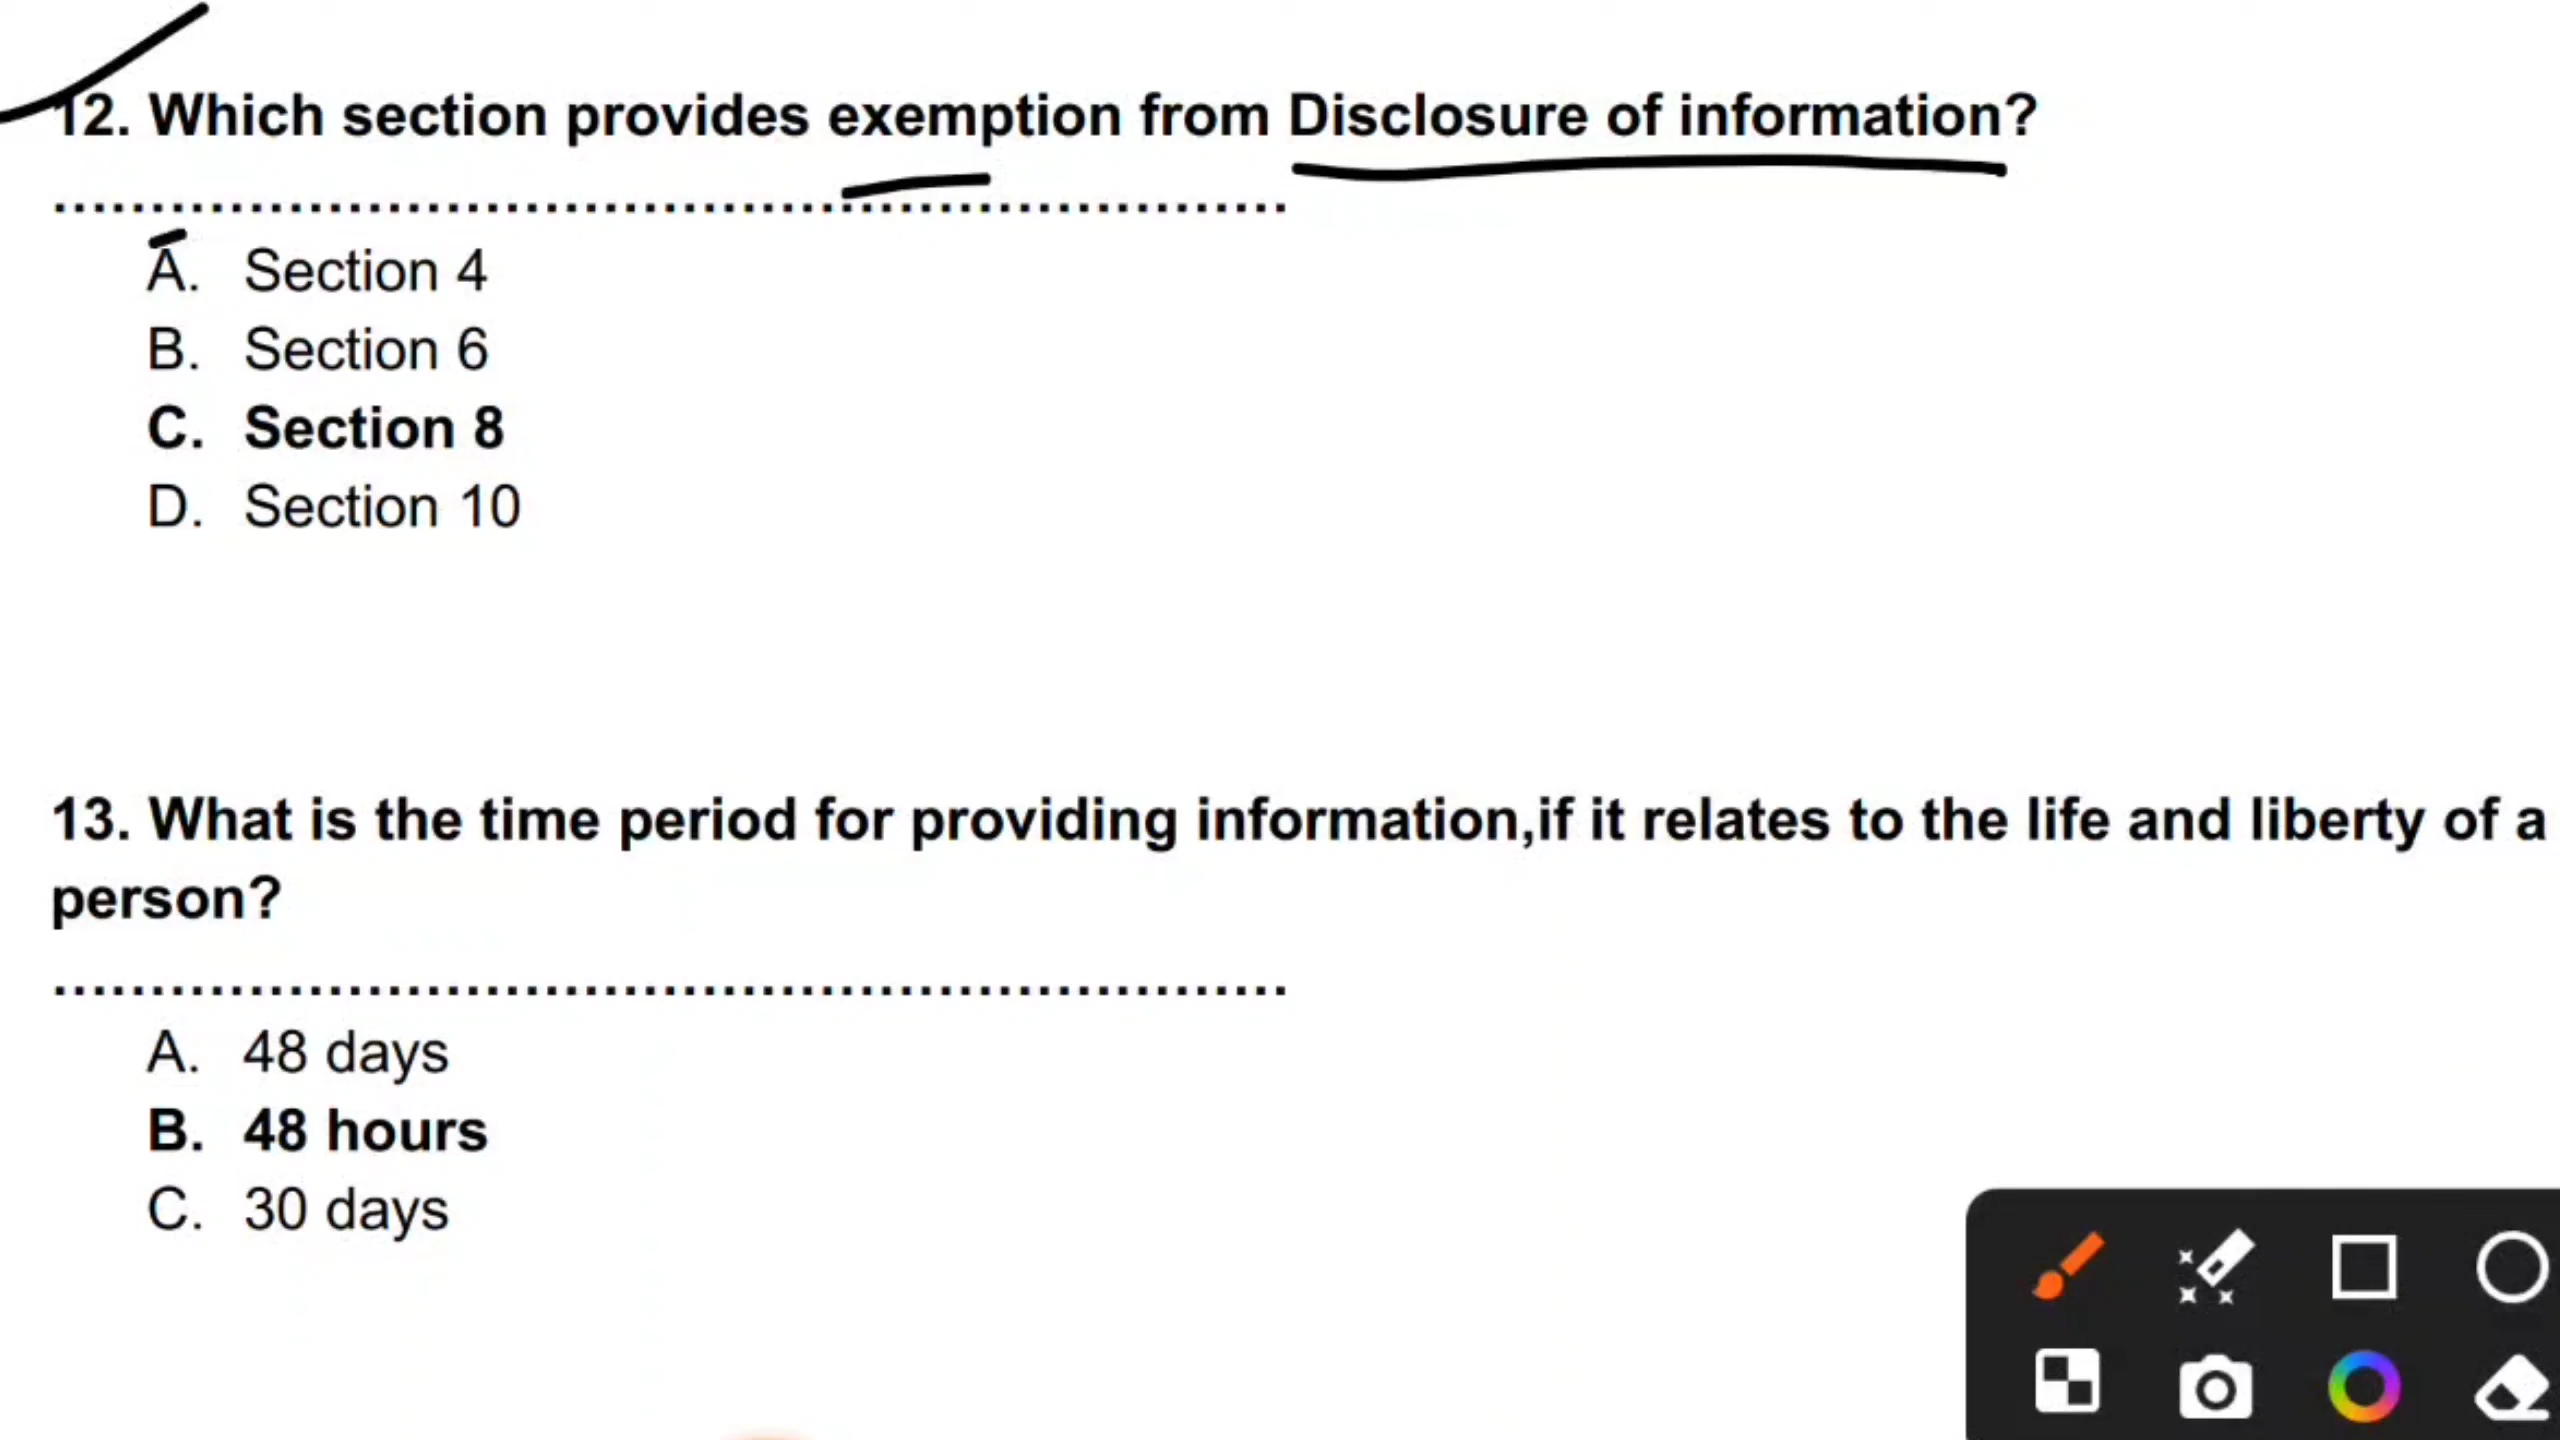 12. Which section provides exemption from Disclosure of information?
...............................................................
A. Section 4
B. Section 6
C. Section 8
D. Section 10
13. What is the time period for providing information,if it relates to the life and liberty of a
person?
...............................................................
A. 48 days
B. 48 hours
C. 30 days